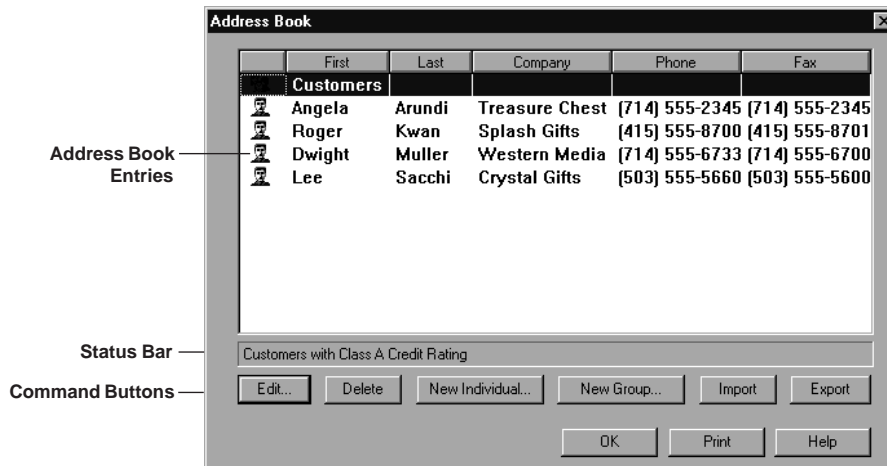 Address Book
First Last Company Phone Fax
Customers
Angela Arundi Treasure Chest (714) 555-2345 (714) 555-2345
Roger Kwan Splash Gifts (415) 555-8700 (415) 555-8701
Dwight Muller Western Media (714) 555-6733 (714) 555-6700
Lee Sacchi Crystal Gifts (503) 555-5660 (503) 555-5600
Address Book
Entries
Status Bar
Customers with Class A Credit Rating
Command Buttons
Edit... Delete New Individual... New Group... Import Export
OK Print Help